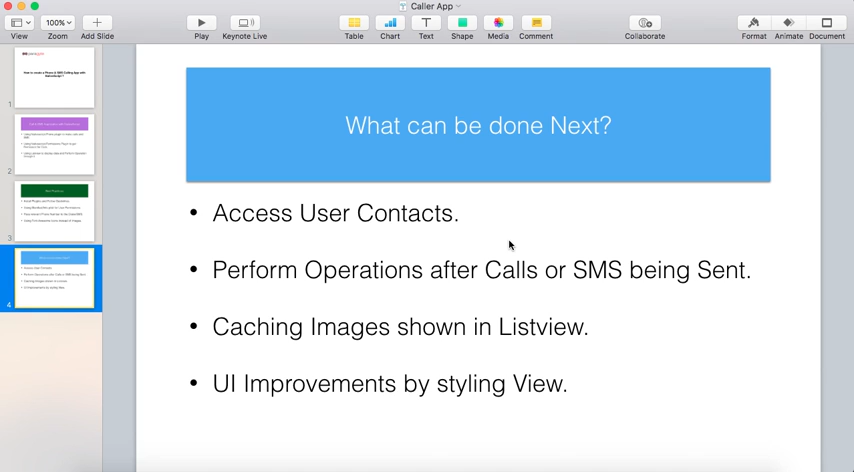 Caller App
100%
View
Zoom
Add Slide
Play
Keynote Live
Table
Chart
Text
Shape
Media
Comment
Collaborate
Format
Animate
Document
1
2
3
4
What can be done Next?
• Access User Contacts.
• Perform Operations after Calls or SMS being Sent.
• Caching Images shown in Listview.
• UI Improvements by styling View.